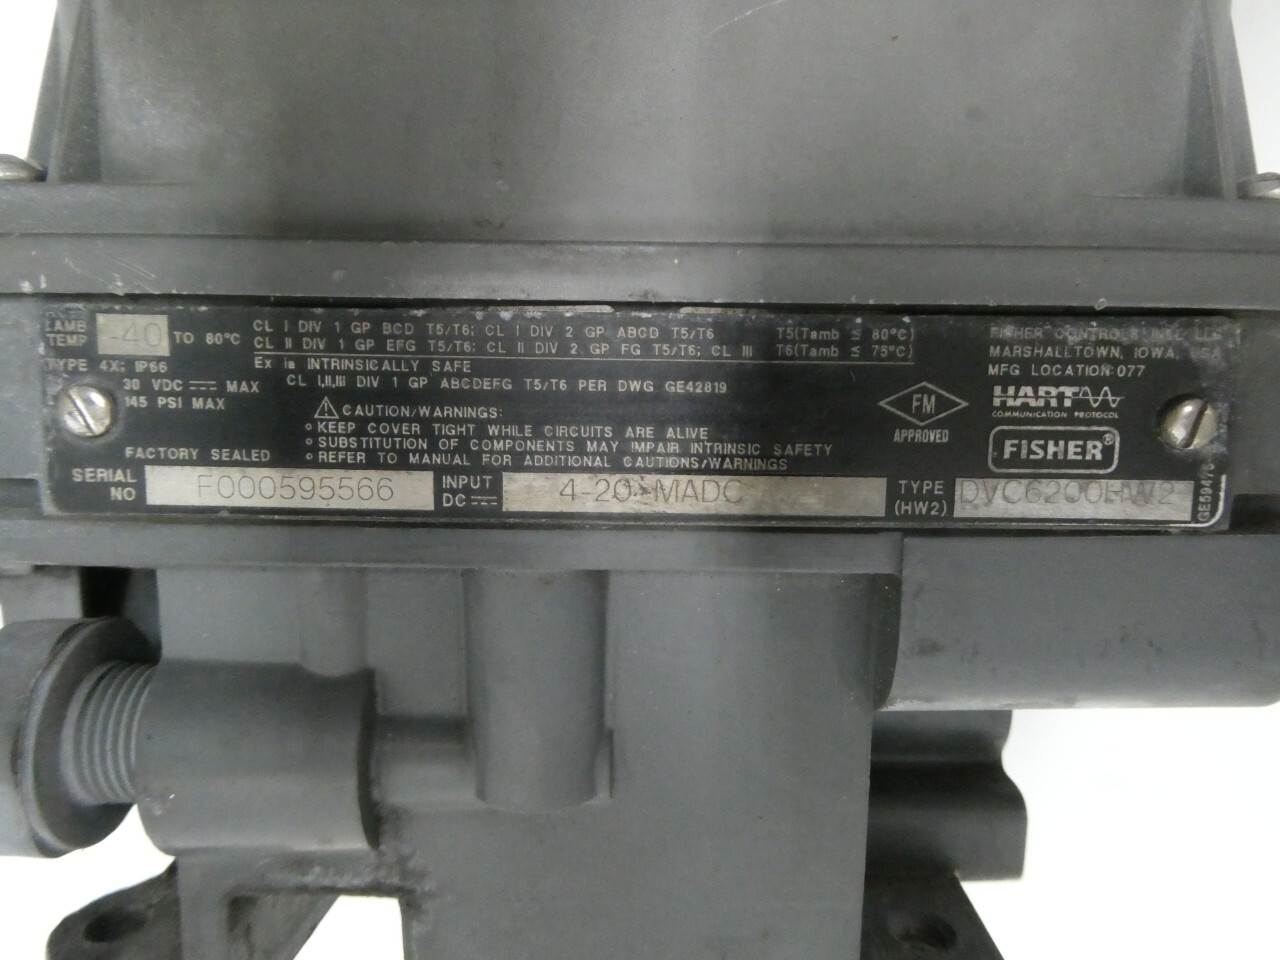 AMB TEMP -40 TO 80°C
TYPE 4X; IP66
30 VDC MAX
145 PSI MAX
FACTORY SEALED
CL I DIV 1 GP BCD T5/T6; CL I DIV 2 GP ABCD T5/T6 T5(Tamb ≤ 80°C)
CL II DIV 1 GP EFG T5/T6; CL II DIV 2 GP FG T5/T6; CL III T6(Tamb ≤ 75°C)
Ex ia INTRINSICALLY SAFE
CL I,II,III DIV 1 GP ABCDEFG T5/T6 PER DWG GE42819
⚠ CAUTION/WARNINGS:
○ KEEP COVER TIGHT WHILE CIRCUITS ARE ALIVE
○ SUBSTITUTION OF COMPONENTS MAY IMPAIR INTRINSIC SAFETY
○ REFER TO MANUAL FOR ADDITIONAL CAUTIONS/WARNINGS
FM
APPROVED
FISHER CONTROLS INTL LLC
MARSHALLTOWN, IOWA, USA
MFG LOCATION:077
HART
COMMUNICATION PROTOCOL
FISHER®
SERIAL NO F000595566
INPUT DC 4-20 MADC
TYPE (HW2) DVC6200HW2